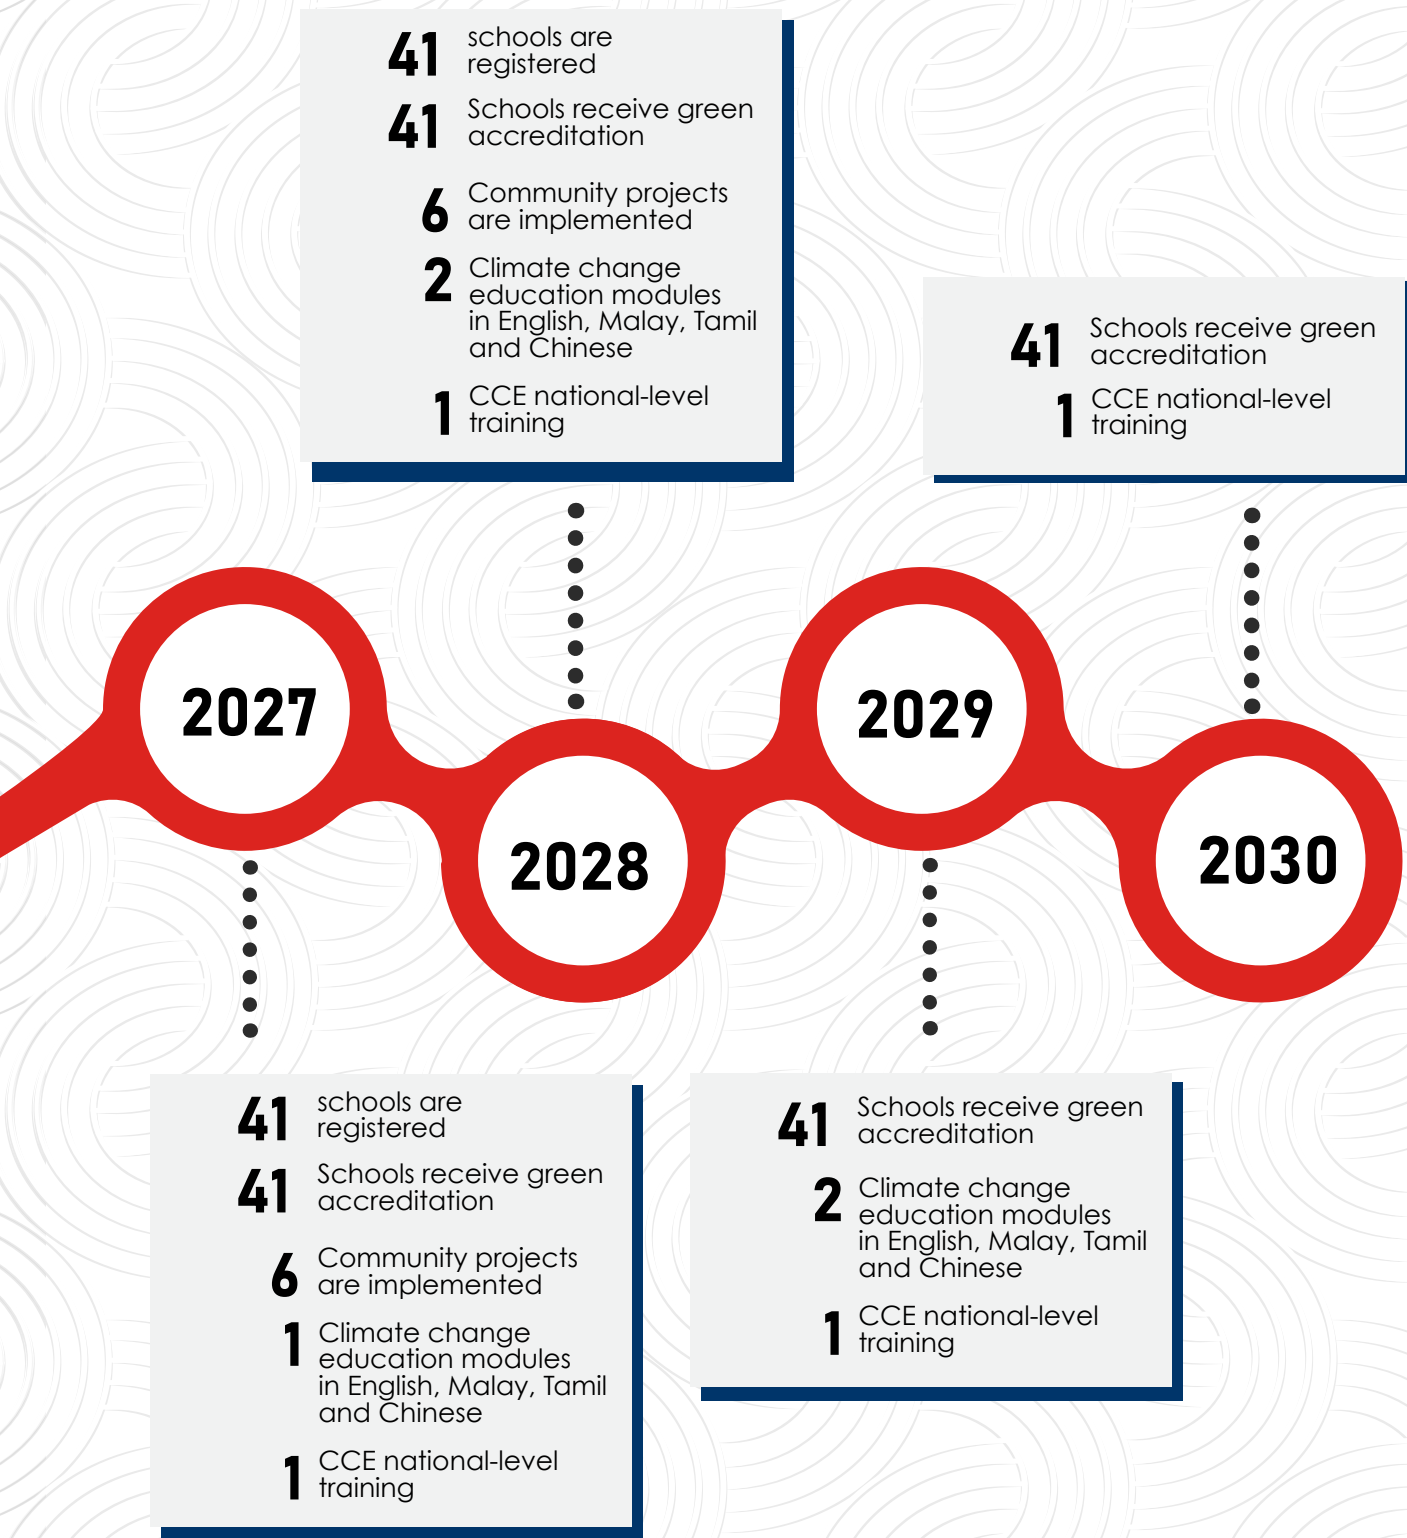 41 schools are
registered
41 Schools receive green
accreditation
6 Community projects
are implemented
2 Climate change
education modules
in English, Malay, Tamil
and Chinese
1 CCE national-level
training
41 Schools receive green
accreditation
1 CCE national-level
training
2027
2028
2029
2030
41 schools are
registered
41 Schools receive green
accreditation
6 Community projects
are implemented
1 Climate change
education modules
in English, Malay, Tamil
and Chinese
1 CCE national-level
training
41 Schools receive green
accreditation
2 Climate change
education modules
in English, Malay, Tamil
and Chinese
1 CCE national-level
training